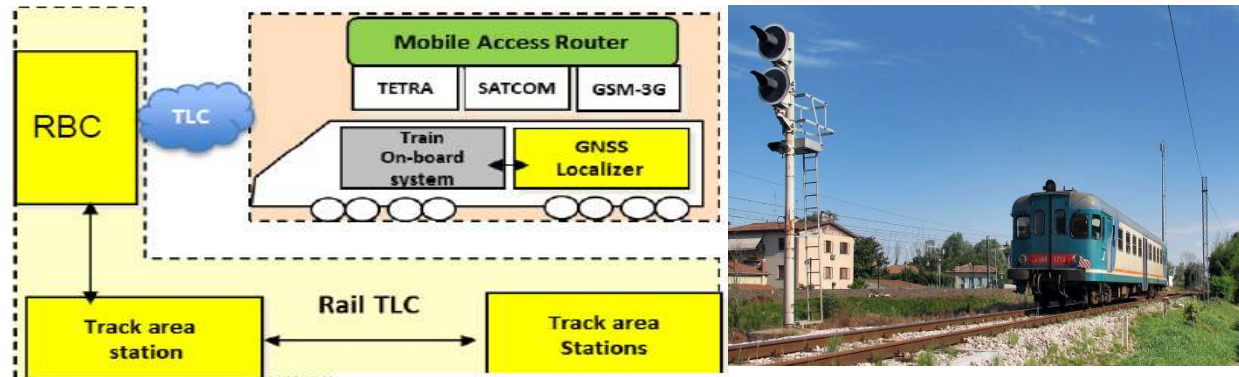 Mobile Access Router
TETRA
SATCOM
GSM-3G
RBC
TLC
Train
On-board
system
GNSS
Localizer
Rail TLC
Track area
station
Track area
Stations